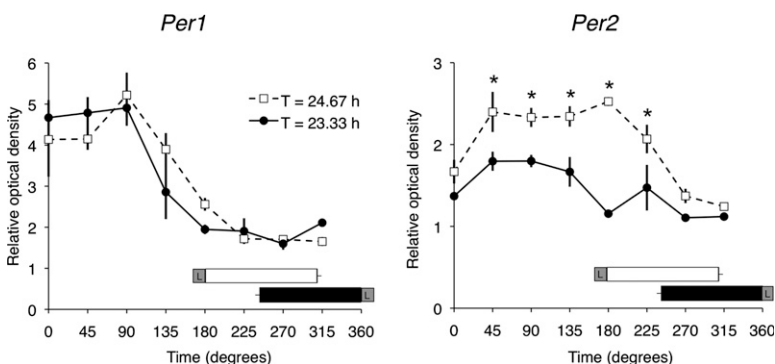 Per1
Per2
Relative optical density
6
5
4
3
2
1
0
T = 24.67 h
T = 23.33 h
L
L
0 45 90 135 180 225 270 315 360
Time (degrees)
Relative optical density
3
2
1
0
* * * * *
L
L
0 45 90 135 180 225 270 315 360
Time (degrees)